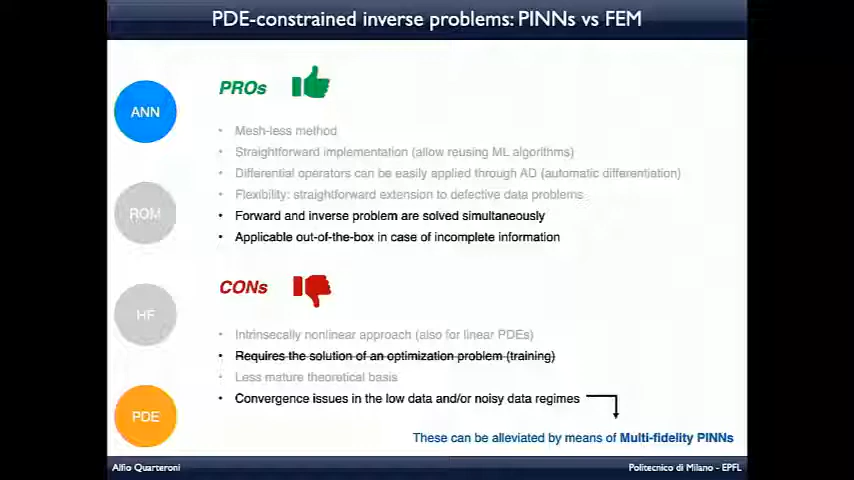 PDE-constrained inverse problems: PINNs vs FEM
ANN
ROM
HF
PDE
PROs
• Mesh-less method
• Straightforward implementation (allow reusing ML algorithms)
• Differential operators can be easily applied through AD (automatic differentiation)
• Flexibility: straightforward extension to defective data problems
• Forward and inverse problem are solved simultaneously
• Applicable out-of-the-box in case of incomplete information
CONs
• Intrinsecally nonlinear approach (also for linear PDEs)
• Requires the solution of an optimization problem (training)
• Less mature theoretical basis
• Convergence issues in the low data and/or noisy data regimes
These can be alleviated by means of Multi-fidelity PINNs
Alfio Quarteroni
Politecnico di Milano - EPFL